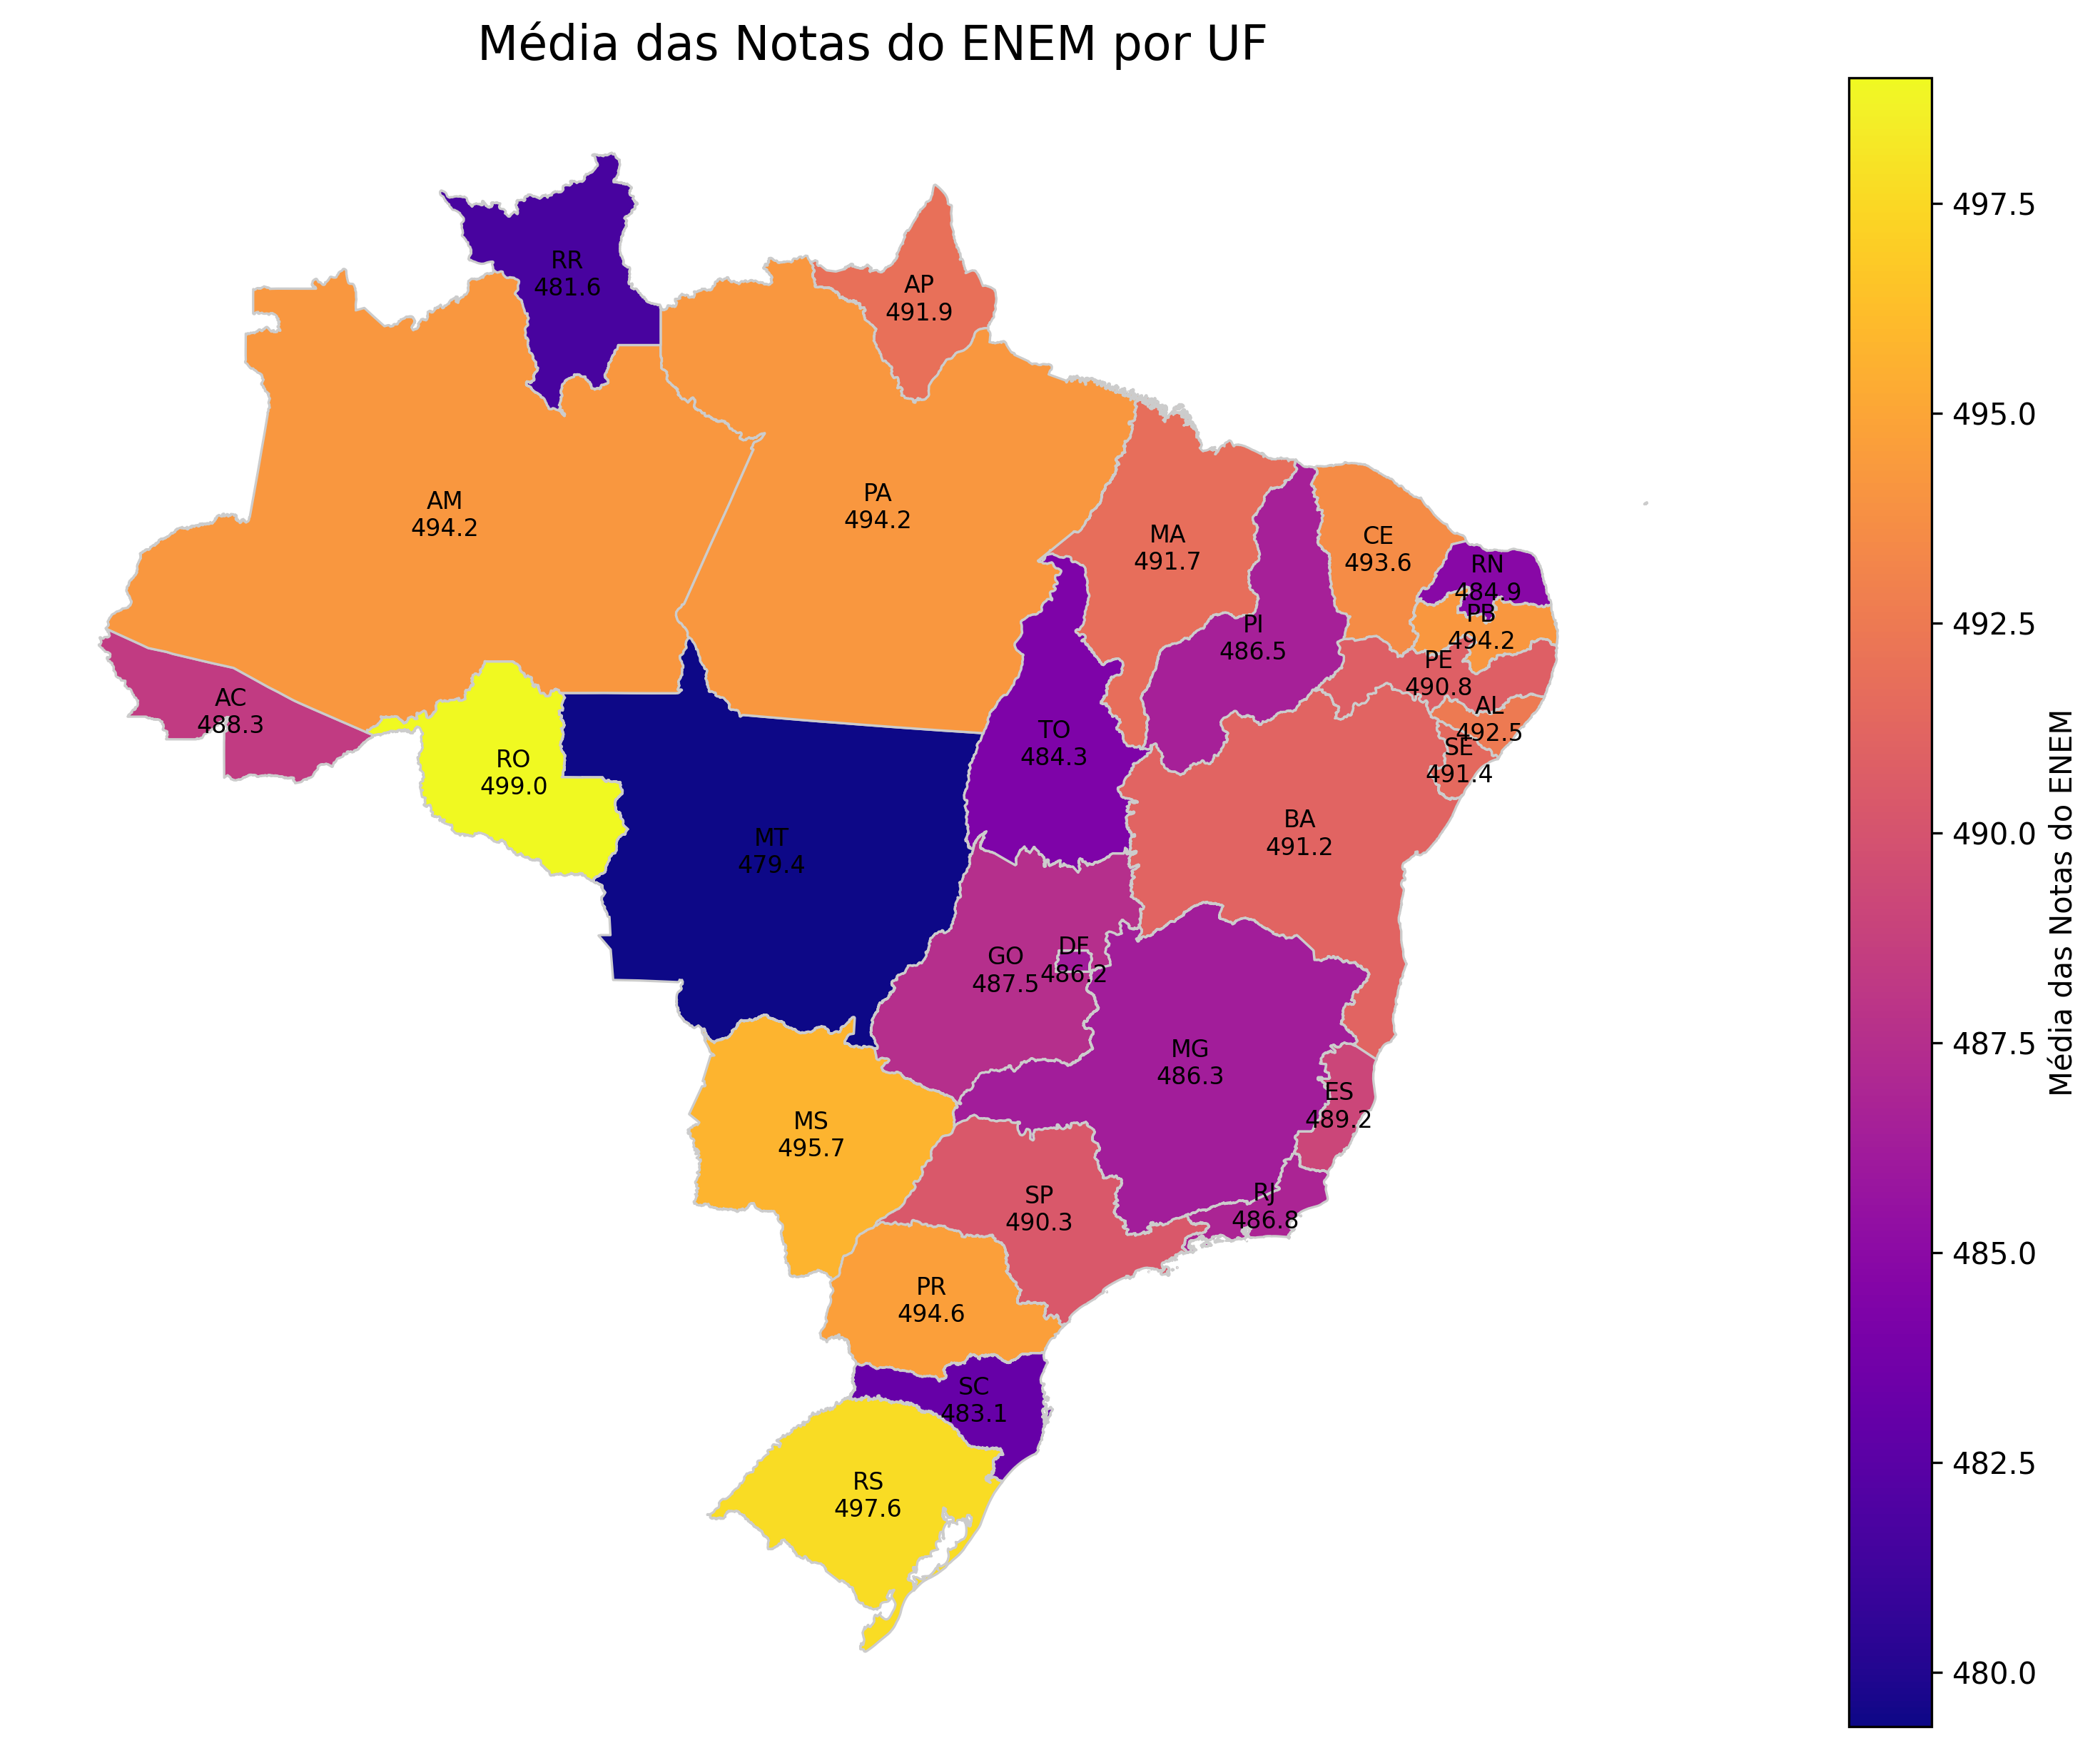 Média das Notas do ENEM por UF
RR
481.6
AP
491.9
AM
494.2
PA
494.2
MA
491.7
CE
493.6
RN
484.9
PB
494.2
PI
486.5
PE
490.8
AL
492.5
SE
491.4
AC
488.3
RO
499.0
TO
484.3
MT
479.4
BA
491.2
GO
487.5
DF
486.2
MG
486.3
ES
489.2
MS
495.7
SP
490.3
RJ
486.8
PR
494.6
SC
483.1
RS
497.6
497.5
495.0
492.5
490.0
487.5
485.0
482.5
480.0
Média das Notas do ENEM